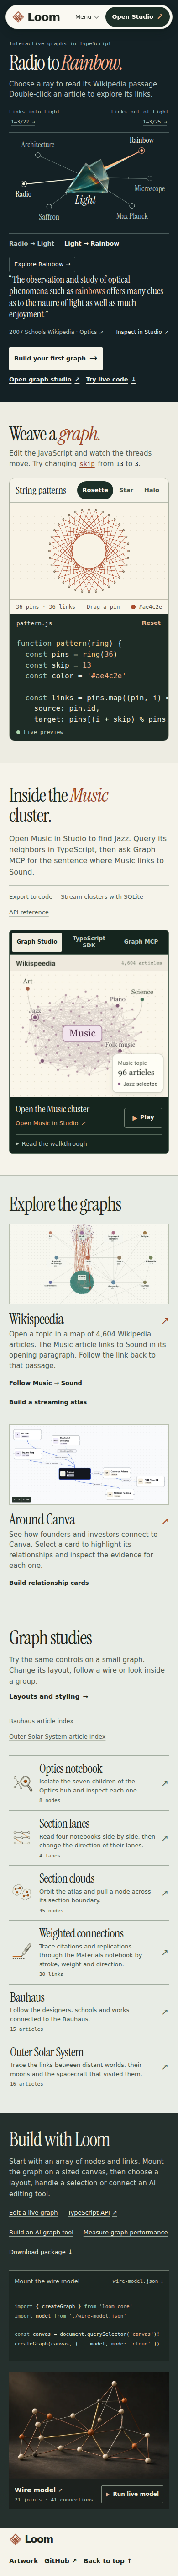 Loom
Menu
Open Studio ↗
Interactive graphs in TypeScript
Radio to Rainbow.
Choose a ray to read its Wikipedia passage.
Double-click an article to explore its links.
Links into Light
Links out of Light
1–3/22 →
1–3/25 →
Architecture
Rainbow
Radio
Light
Microscope
Saffron
Max Planck
Radio → Light
Light → Rainbow
Explore Rainbow →
"The observation and study of optical
phenomena such as rainbows offers many clues
as to the nature of light as well as much
enjoyment."
2007 Schools Wikipedia · Optics ↗
Inspect in Studio ↗
Build your first graph →
Open graph studio ↗
Try live code ↓
Weave a graph.
Edit the JavaScript and watch the threads
move. Try changing skip from 13 to 3.
String patterns
Rosette
Star
Halo
36 pins · 36 links
Drag a pin
#ae4c2e
pattern.js
Reset
function pattern(ring) {
const pins = ring(36)
const skip = 13
const color = '#ae4c2e'
const links = pins.map((pin, i) =
source: pin.id,
target: pins[(i + skip) % pins.
Live preview
Inside the Music
cluster.
Open Music in Studio to find Jazz. Query its
neighbors in TypeScript, then ask Graph
MCP for the sentence where Music links to
Sound.
Export to code
Stream clusters with SQLite
API reference
Graph Studio
TypeScript
SDK
Graph MCP
Wikispeedia
4,604 articles
Art
Science
Piano
Jazz
Music
Folk music
Music topic
96 articles
Jazz selected
Open the Music cluster
Open Music in Studio ↗
Play
Read the walkthrough
Explore the graphs
Wikispeedia
↗
Open a topic in a map of 4,604 Wikipedia
articles. The Music article links to Sound in its
opening paragraph. Follow the link back to
that passage.
Follow Music → Sound
Build a streaming atlas
Around Canva
↗
See how founders and investors connect to
Canva. Select a card to highlight its
relationships and inspect the evidence for
each one.
Build relationship cards
Graph studies
Try the same controls on a small graph.
Change its layout, follow a wire or look inside
a group.
Layouts and styling →
Bauhaus article index
Outer Solar System article index
Optics notebook
Isolate the seven children of the
Optics hub and inspect each one.
8 nodes
↗
Section lanes
Read four notebooks side by side, then
change the direction of their lanes.
4 lanes
↗
Section clouds
Orbit the atlas and pull a node across
its section boundary.
45 nodes
↗
Weighted connections
Trace citations and replications
through the Materials notebook by
stroke, weight and direction.
30 links
↗
Bauhaus
Follow the designers, schools and works
connected to the Bauhaus.
15 articles
↗
Outer Solar System
Trace the links between distant worlds, their
moons and the spacecraft that visited them.
16 articles
↗
Build with Loom
Start with an array of nodes and links. Mount
the graph on a sized canvas, then choose a
layout, handle a selection or connect an AI
editing tool.
Edit a live graph
TypeScript API ↗
Build an AI graph tool
Measure graph performance
Download package ↓
Mount the wire model
wire-model.json ↓
import { createGraph } from 'loom-core'
import model from './wire-model.json'
const canvas = document.querySelector('canvas')!
createGraph(canvas, { ...model, mode: 'cloud' })
Wire model ↗
21 joints · 41 connections
Run live model
Loom
Artwork
GitHub ↗
Back to top ↑